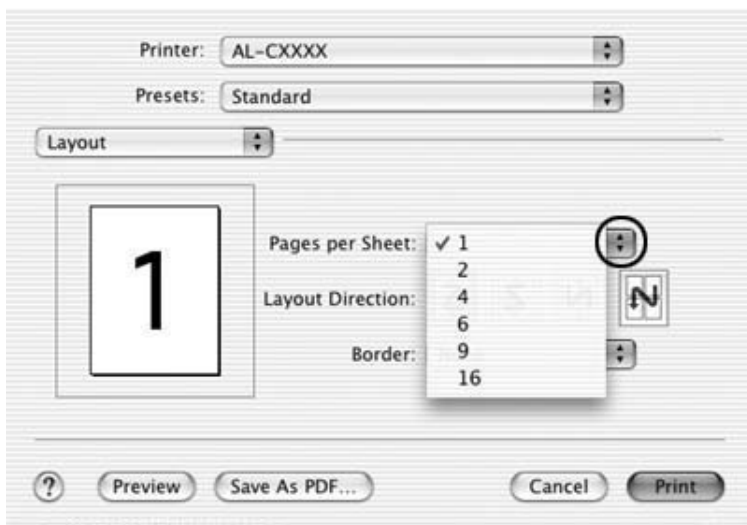 Printer: AL-CXXXX
Presets: Standard
Layout
1
Pages per Sheet: ✓ 1
2
Layout Direction: 4
6
Border: 9
16
? Preview Save As PDF... Cancel Print